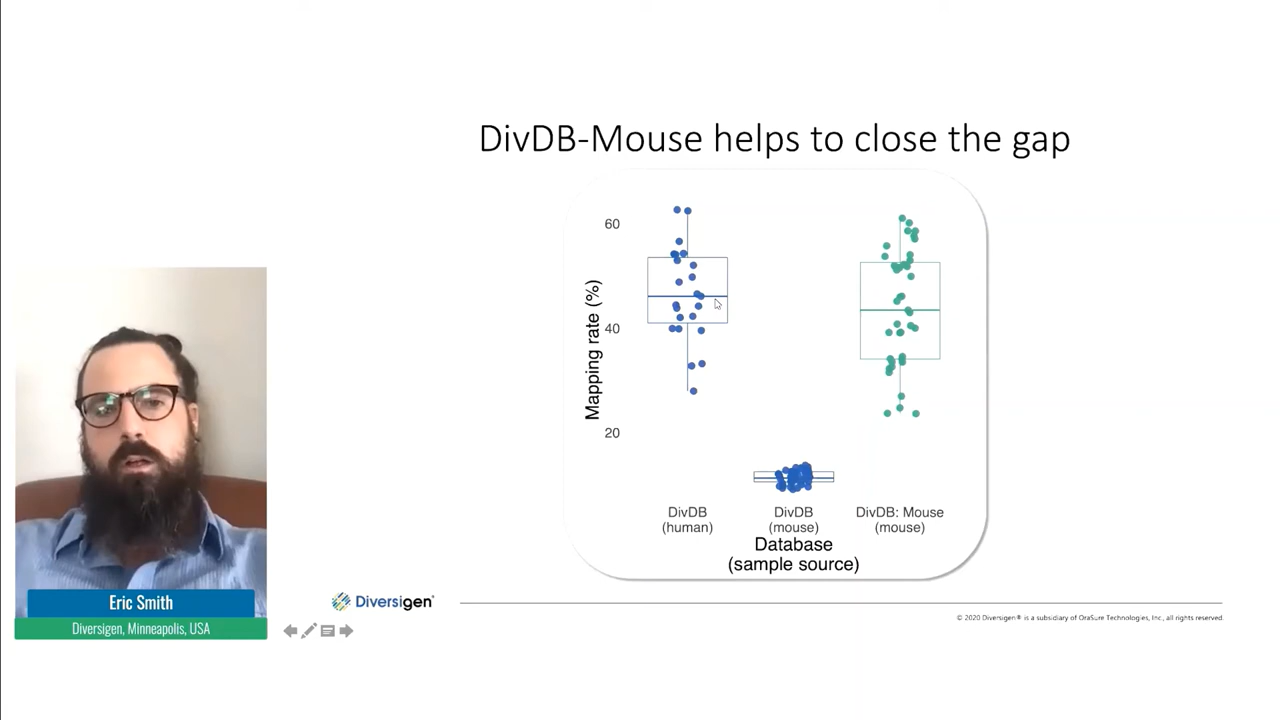 DivDB-Mouse helps to close the gap
60
40
20
Mapping rate (%)
DivDB
(human)
DivDB
(mouse)
DivDB: Mouse
(mouse)
Database
(sample source)
Eric Smith
Diversigen, Minneapolis, USA
Diversigen®
© 2020 Diversigen® is a subsidiary of OraSure Technologies, Inc., all rights reserved.